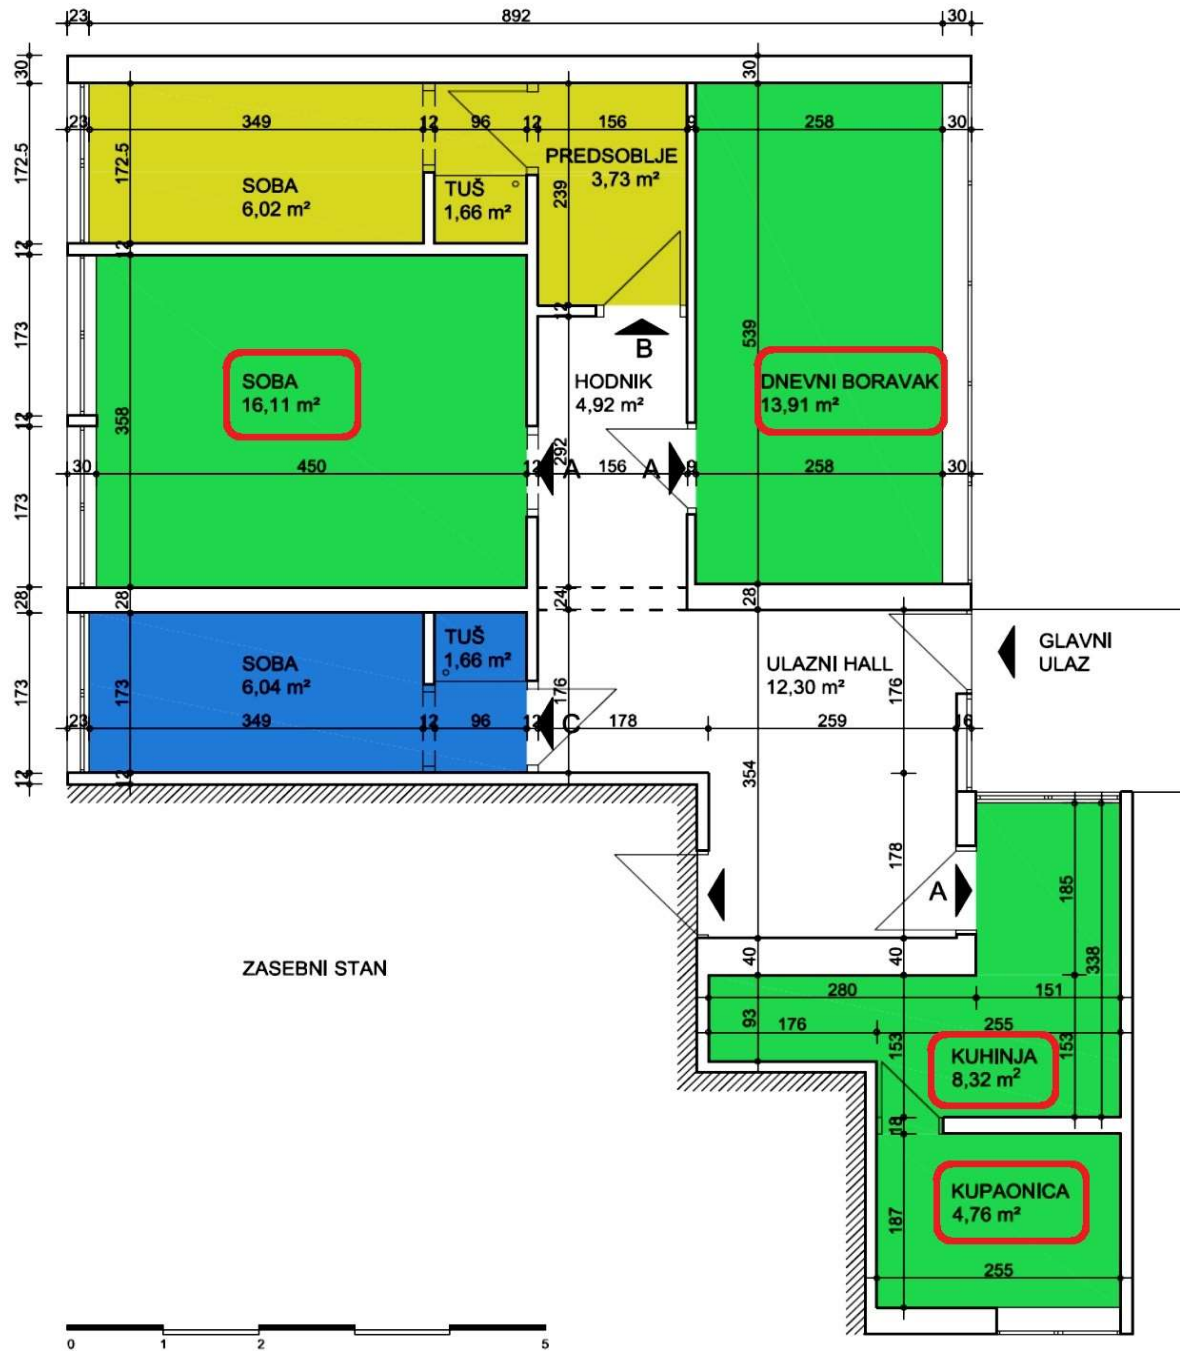 23 892 30
30 30
23 349 12 96 12 156 9 258 30
172.5 172.5
PREDSOBLJE
3,73 m²
239
SOBA
6,02 m²
TUŠ
1,66 m²
12 12
12
173
539
B
SOBA
16,11 m²
HODNIK
4,92 m²
DNEVNI BORAVAK
13,91 m²
12 358
292
30 450 12 A 156 A 9 258 30
173
28 28 24 28
TUŠ
1,66 m²
SOBA
6,04 m²
ULAZNI HALL
12,30 m²
GLAVNI
ULAZ
173 173 176 176
23 349 12 96 12 C 178 259 16
12 12 354
178
A
185
338
ZASEBNI STAN
40 40
280 151
93 176 255
153 153
KUHINJA
8,32 m²
18
KUPAONICA
4,76 m²
187
255
0 1 2 5